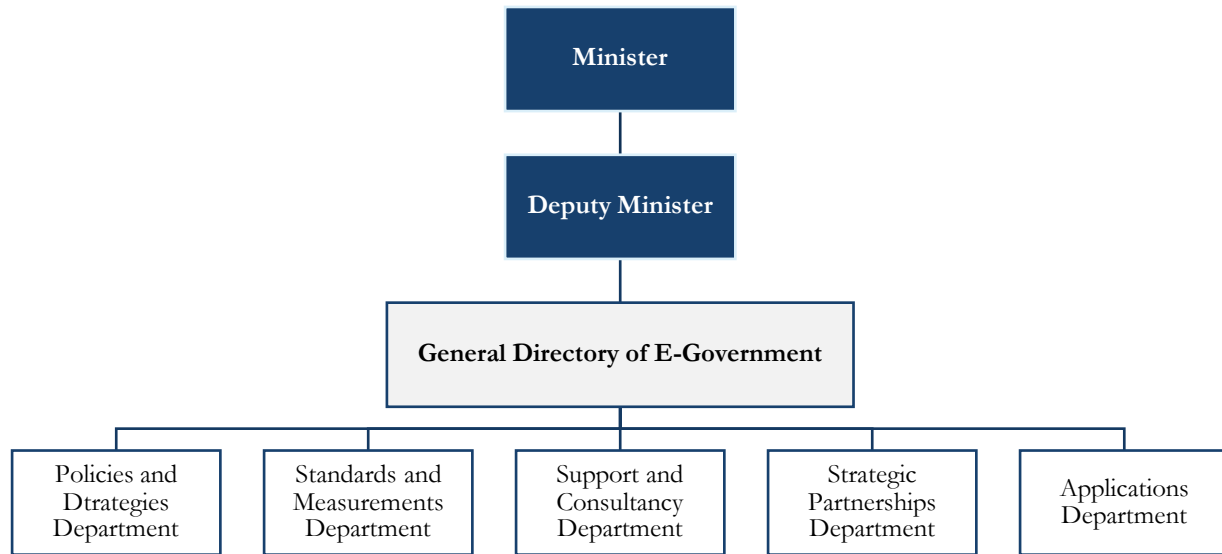 Minister
Deputy Minister
General Directory of E-Government
Policies and
Dtrategies
Department
Standards and
Measurements
Department
Support and
Consultancy
Department
Strategic
Partnerships
Department
Applications
Department